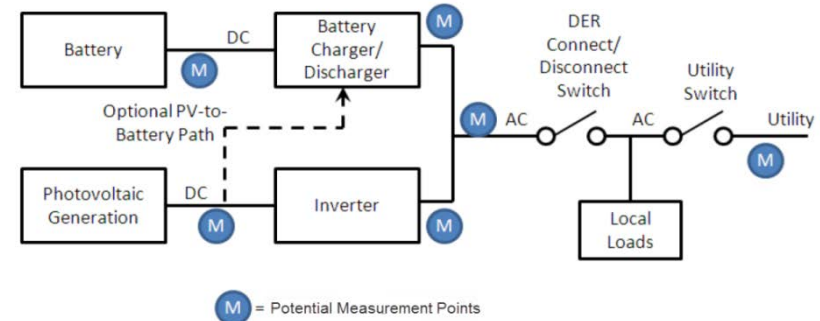 Battery
DC
M
Battery
Charger/
Discharger
M
DER
Connect/
Disconnect
Switch
Utility
Switch
Optional PV-to-
Battery Path
M
AC
AC
Utility
M
Photovoltaic
Generation
DC
M
Inverter
M
Local
Loads
M = Potential Measurement Points